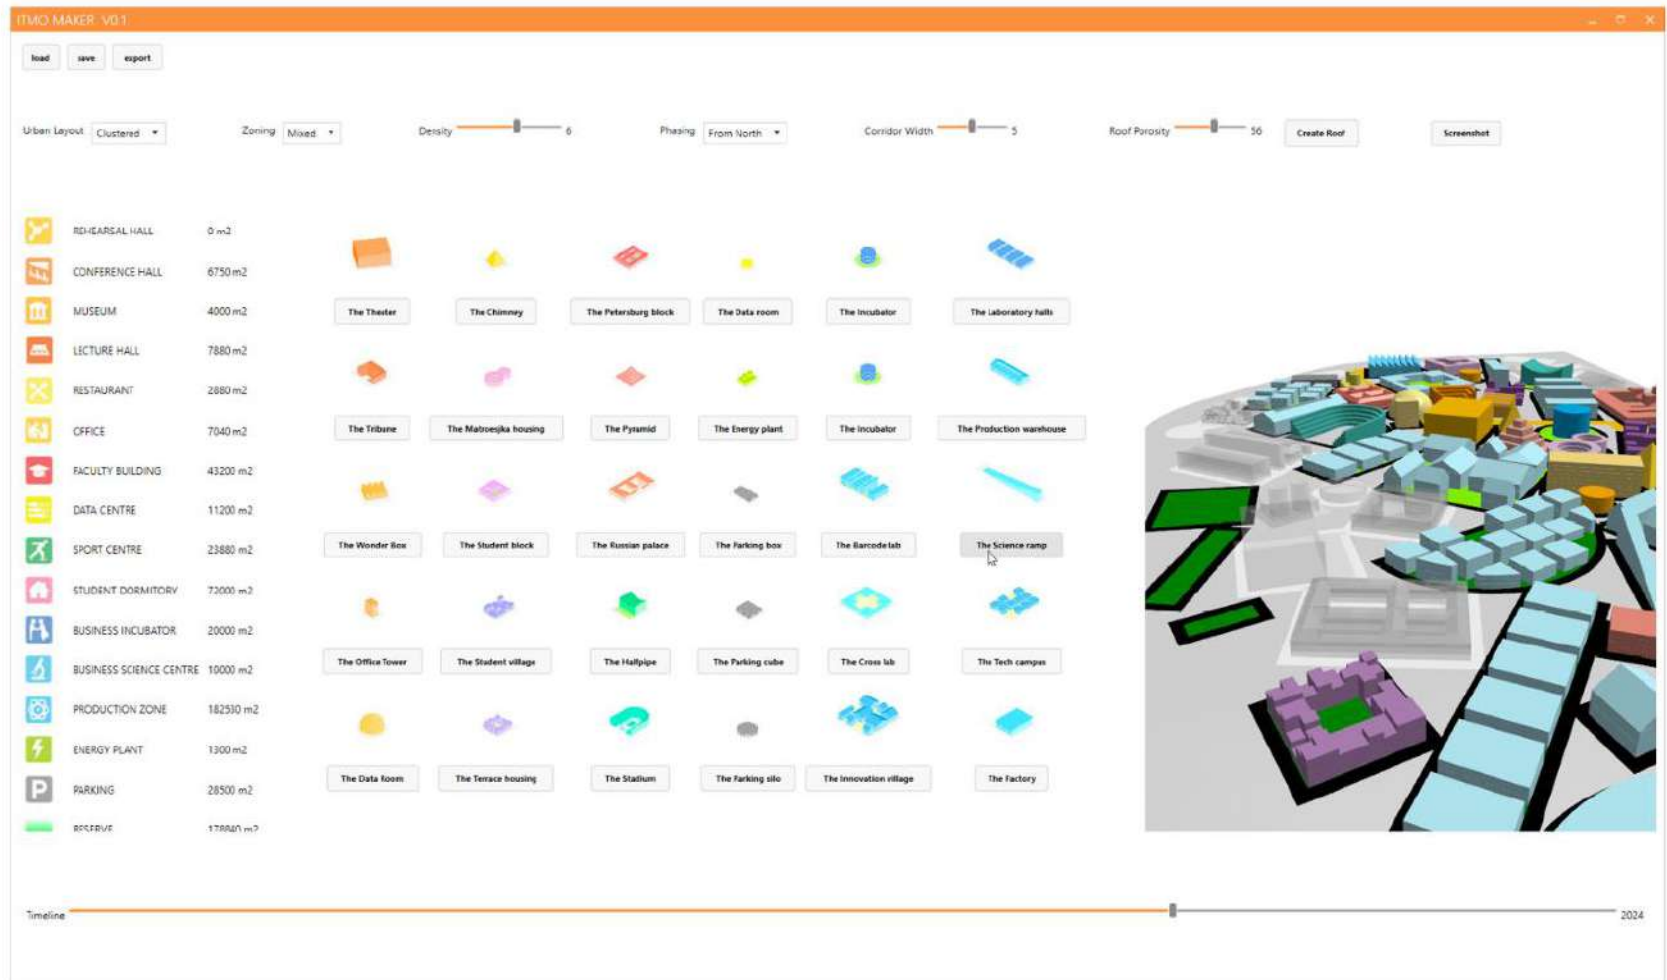 ITMO MAKER V0.1
load save export
Urban Layout Clustered Zoning Mixed Density 6 Phasing From North Corridor Width 5 Roof Porosity 56 Create Roof Screenshot
REHEARSAL HALL 0 m2
CONFERENCE HALL 6750 m2
MUSEUM 4000 m2
The Theater The Chimney The Petersburg block The Data room The Incubator The Laboratory halls
LECTURE HALL 7880 m2
RESTAURANT 2880 m2
OFFICE 7040 m2
The Tribune The Matroesjka housing The Pyramid The Energy plant The Incubator The Production warehouse
FACULTY BUILDING 43200 m2
DATA CENTRE 11200 m2
SPORT CENTRE 23880 m2
The Wonder Box The Student block The Russian palace The Parking box The Barcode lab The Science ramp
STUDENT DORMITORY 72000 m2
BUSINESS INCUBATOR 20000 m2
BUSINESS SCIENCE CENTRE 10000 m2
The Office Tower The Student village The Halfpipe The Parking cube The Cross lab The Tech campus
PRODUCTION ZONE 182530 m2
ENERGY PLANT 1300 m2
P PARKING 28500 m2
The Data Room The Terrace housing The Stadium The Parking silo The Innovation village The Factory
RESERVE 178840 m2
Timeline 2024